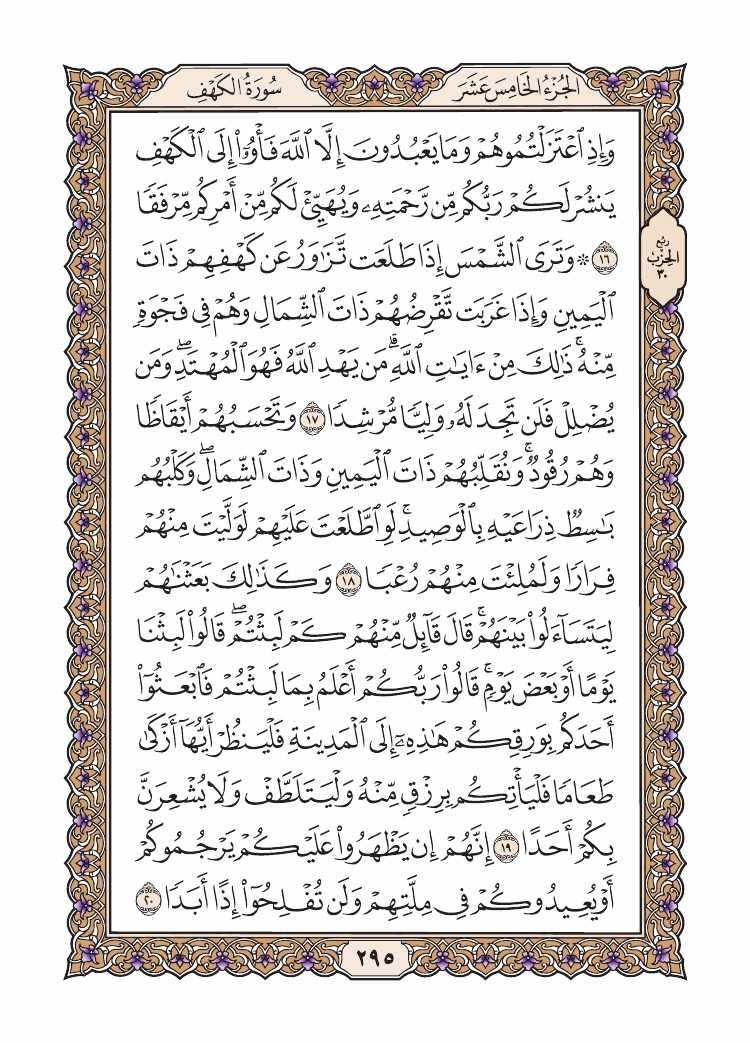 الجُزْءُ الخَامِسَ عَشَرَ
سُورَةُ الكَهْفِ
وَإِذِ ٱعۡتَزَلۡتُمُوهُمۡ وَمَا يَعۡبُدُونَ إِلَّا ٱللَّهَ فَأۡوُۥٓاْ إِلَى ٱلۡكَهۡفِ
يَنشُرۡ لَكُمۡ رَبُّكُم مِّن رَّحۡمَتِهِۦ وَيُهَيِّئۡ لَكُم مِّنۡ أَمۡرِكُم مِّرۡفَقٗا
١٦ ۞ وَتَرَى ٱلشَّمۡسَ إِذَا طَلَعَت تَّزَٰوَرُ عَن كَهۡفِهِمۡ ذَاتَ
ٱلۡيَمِينِ وَإِذَا غَرَبَت تَّقۡرِضُهُمۡ ذَاتَ ٱلشِّمَالِ وَهُمۡ فِي فَجۡوَةٖ
مِّنۡهُۚ ذَٰلِكَ مِنۡ ءَايَٰتِ ٱللَّهِۗ مَن يَهۡدِ ٱللَّهُ فَهُوَ ٱلۡمُهۡتَدِۖ وَمَن
يُضۡلِلۡ فَلَن تَجِدَ لَهُۥ وَلِيّٗا مُّرۡشِدٗا ١٧ وَتَحۡسَبُهُمۡ أَيۡقَاظٗا
وَهُمۡ رُقُودٞۚ وَنُقَلِّبُهُمۡ ذَاتَ ٱلۡيَمِينِ وَذَاتَ ٱلشِّمَالِۖ وَكَلۡبُهُم
بَٰسِطٞ ذِرَاعَيۡهِ بِٱلۡوَصِيدِۚ لَوِ ٱطَّلَعۡتَ عَلَيۡهِمۡ لَوَلَّيۡتَ مِنۡهُمۡ
فِرَارٗا وَلَمُلِئۡتَ مِنۡهُمۡ رُعۡبٗا ١٨ وَكَذَٰلِكَ بَعَثۡنَٰهُمۡ
لِيَتَسَآءَلُواْ بَيۡنَهُمۡۚ قَالَ قَآئِلٞ مِّنۡهُمۡ كَمۡ لَبِثۡتُمۡۖ قَالُواْ لَبِثۡنَا
يَوۡمًا أَوۡ بَعۡضَ يَوۡمٖۚ قَالُواْ رَبُّكُمۡ أَعۡلَمُ بِمَا لَبِثۡتُمۡ فَٱبۡعَثُوٓاْ
أَحَدَكُم بِوَرِقِكُمۡ هَٰذِهِۦٓ إِلَى ٱلۡمَدِينَةِ فَلۡيَنظُرۡ أَيُّهَآ أَزۡكَىٰ
طَعَامٗا فَلۡيَأۡتِكُم بِرِزۡقٖ مِّنۡهُ وَلۡيَتَلَطَّفۡ وَلَا يُشۡعِرَنَّ
بِكُمۡ أَحَدًا ١٩ إِنَّهُمۡ إِن يَظۡهَرُواْ عَلَيۡكُمۡ يَرۡجُمُوكُمۡ
أَوۡ يُعِيدُوكُمۡ فِي مِلَّتِهِمۡ وَلَن تُفۡلِحُوٓاْ إِذًا أَبَدٗا ٢٠
رُبْعُ
الحِزْبِ
٣٠
٢٩٥